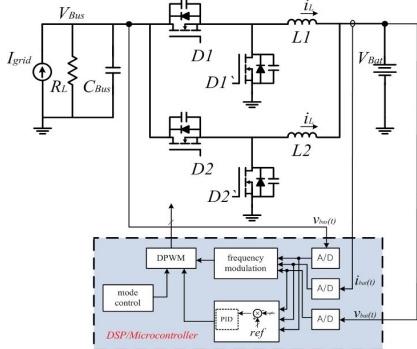 V_Bus
I_grid
R_L
C_Bus
D1
D1`
i_L
L1
V_Bat
D2
D2`
i_L
L2
v_bus(t)
DPWM
frequency
modulation
A/D
i_bat(t)
A/D
mode
control
PID
ref
v_bat(t)
A/D
DSP/Microcontroller